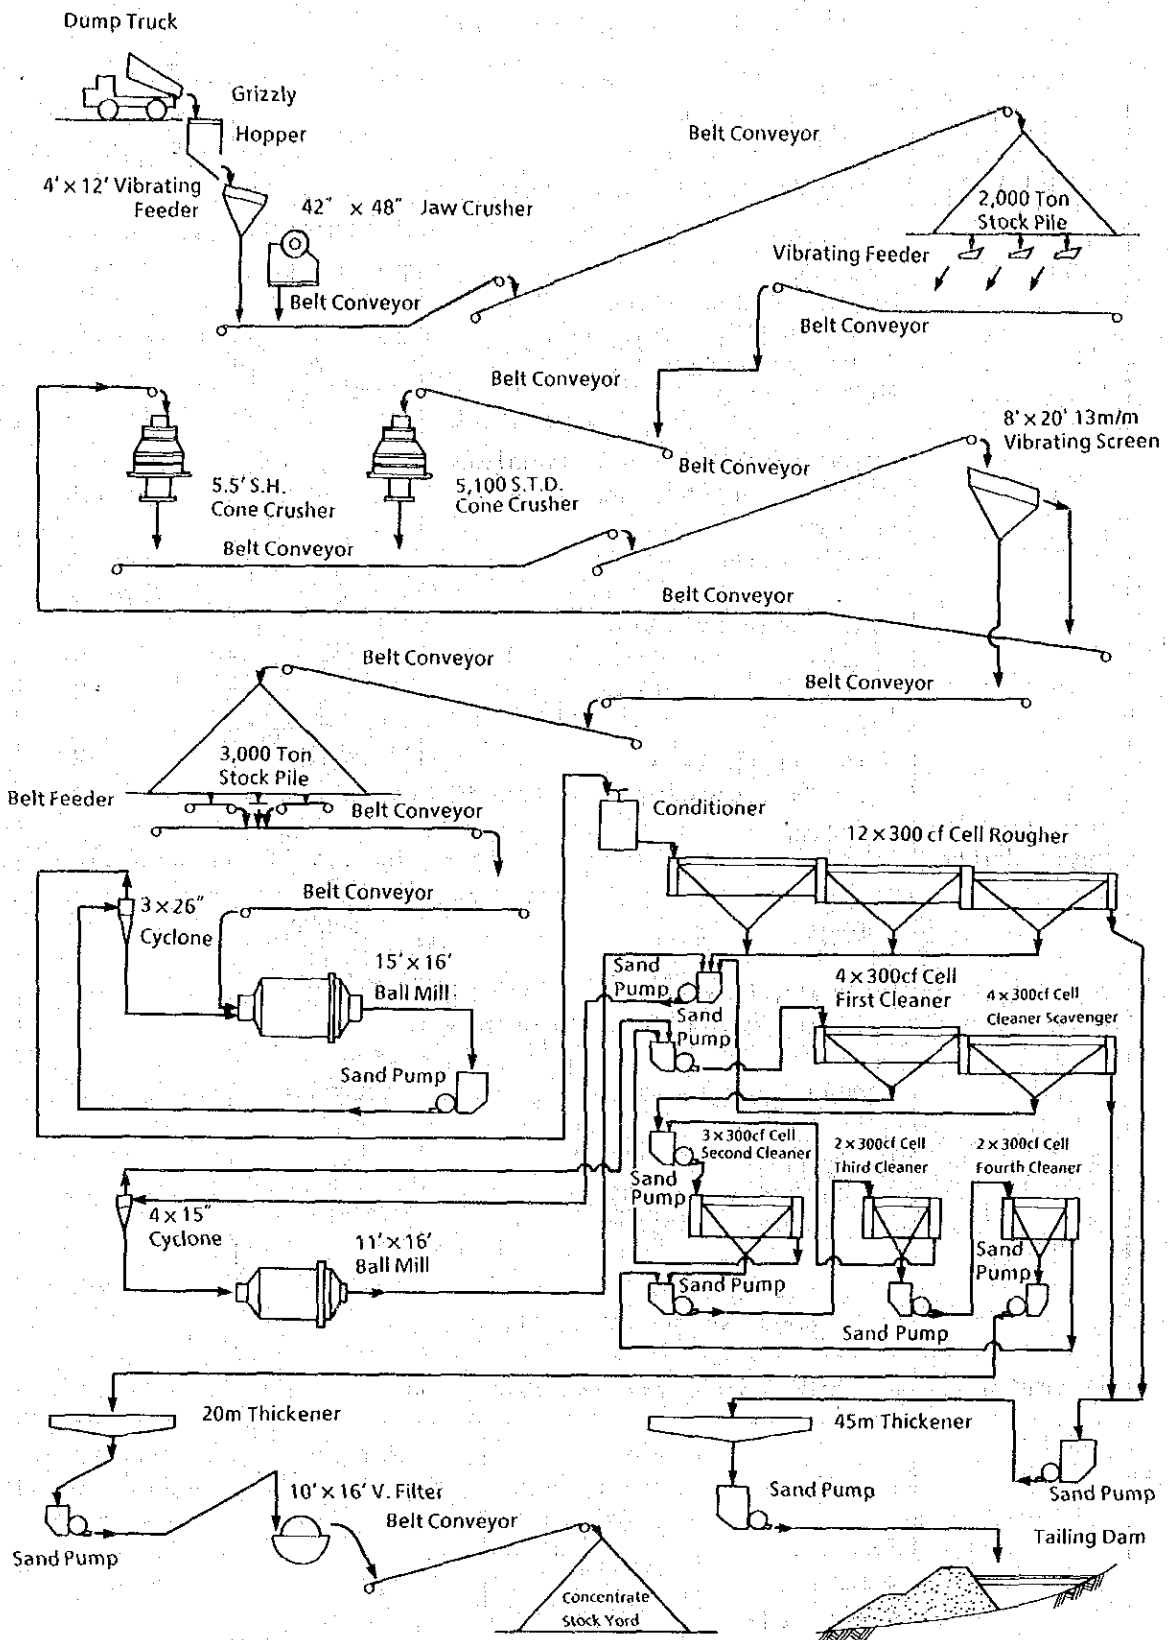 Dump Truck
Grizzly
Hopper
4' × 12' Vibrating
Feeder
42" × 48" Jaw Crusher
Belt Conveyor
Belt Conveyor
2,000 Ton
Stock Pile
Vibrating Feeder
Belt Conveyor
Belt Conveyor
Belt Conveyor
8' × 20' 13m/m
Vibrating Screen
5.5' S.H.
Cone Crusher
5,100 S.T.D.
Cone Crusher
Belt Conveyor
Belt Conveyor
Belt Conveyor
Belt Conveyor
3,000 Ton
Stock Pile
Belt Feeder
Belt Conveyor
Conditioner
12 × 300 cf Cell Rougher
Belt Conveyor
3 × 26"
Cyclone
15' × 16'
Ball Mill
Sand
Pump
4 × 300cf Cell
First Cleaner
4 × 300cf Cell
Cleaner Scavenger
Sand
Pump
Sand Pump
3 × 300cf Cell
Second Cleaner
2 × 300cf Cell
Third Cleaner
2 × 300cf Cell
Fourth Cleaner
Sand
Pump
4 × 15"
Cyclone
11' × 16'
Ball Mill
Sand Pump
Sand
Pump
Sand Pump
20m Thickener
45m Thickener
10' × 16' V. Filter
Belt Conveyor
Sand Pump
Sand Pump
Sand Pump
Tailing Dam
Concentrate
Stock Yord